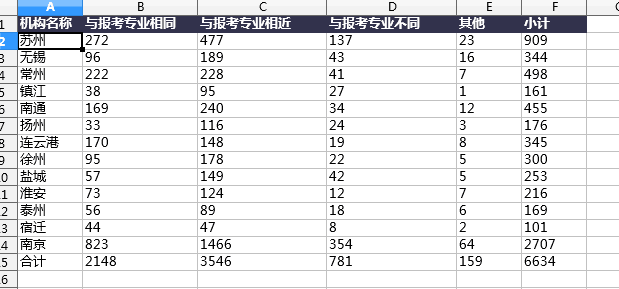 A B C D E F
1 机构名称 与报考专业相同 与报考专业相近 与报考专业不同 其他 小计
2 苏州 272 477 137 23 909
3 无锡 96 189 43 16 344
4 常州 222 228 41 7 498
5 镇江 38 95 27 1 161
6 南通 169 240 34 12 455
7 扬州 33 116 24 3 176
8 连云港 170 148 19 8 345
9 徐州 95 178 22 5 300
10 盐城 57 149 42 5 253
11 淮安 73 124 12 7 216
12 泰州 56 89 18 6 169
13 宿迁 44 47 8 2 101
14 南京 823 1466 354 64 2707
15 合计 2148 3546 781 159 6634
16